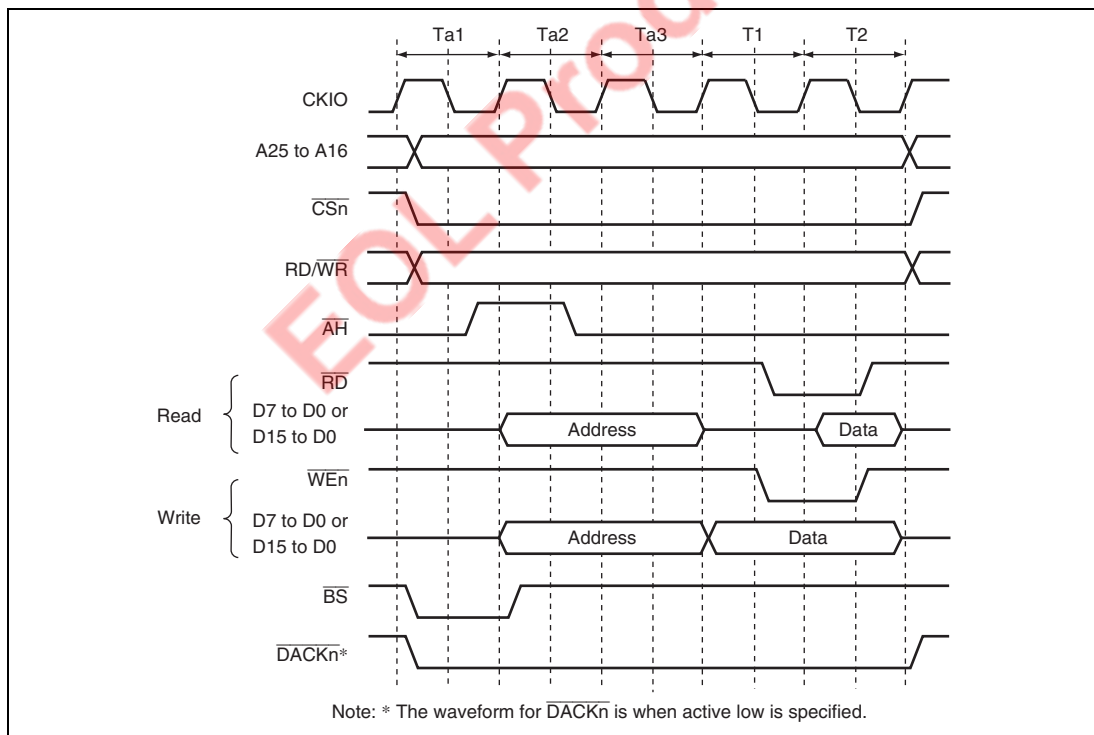 Ta1 Ta2 Ta3 T1 T2
CKIO
A25 to A16
CSn
RD/WR
AH
RD
Read
D7 to D0 or
D15 to D0
Address Data
WEn
Write
D7 to D0 or
D15 to D0
Address Data
BS
DACKn*
Note: * The waveform for DACKn is when active low is specified.
EOL Prod